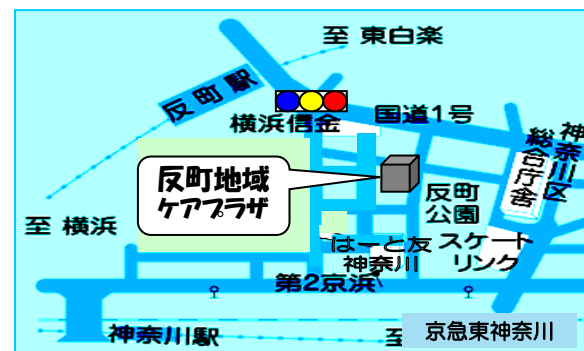 至 東白楽
反町駅
横浜信金
国道1号
神奈川区
総合庁舎
反町地域
ケアプラザ
反町
公園
至 横浜
はーと友
神奈川
スケート
リンク
第2京浜
神奈川駅
至
京急東神奈川